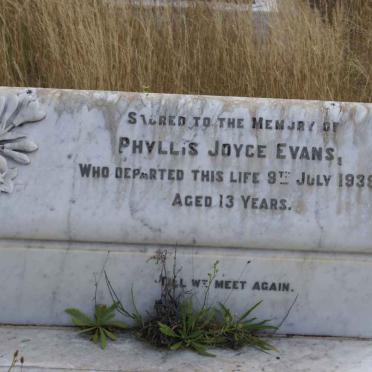 Sacred to the Memory of
Phyllis Joyce Evans,
Who departed this life 9th July 1939
Aged 13 Years.
Till we meet again.